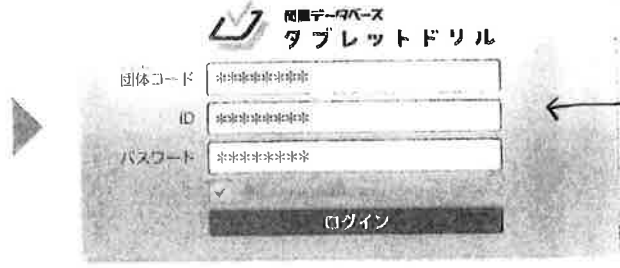 問題データベース
タブレットドリル
団体コード ********
ID ********
パスワード ********
ログイン